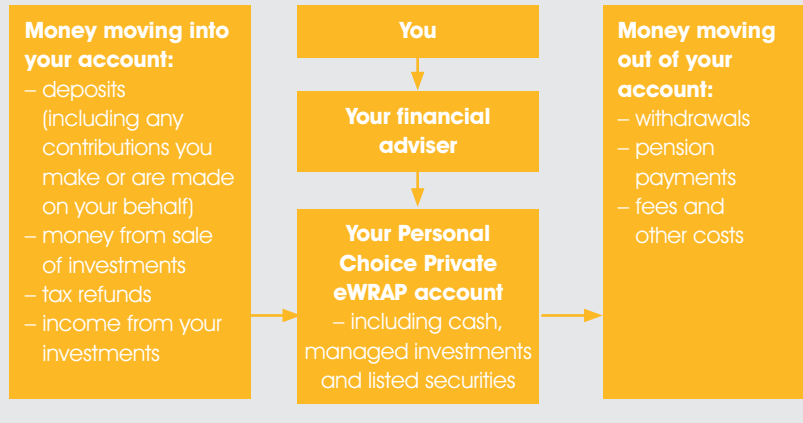 Money moving into
your account:
– deposits
(including any
contributions you
make or are made
on your behalf)
– money from sale
of investments
– tax refunds
– income from your
investments
You
Your financial
adviser
Your Personal
Choice Private
eWRAP account
– including cash,
managed investments
and listed securities
Money moving
out of your
account:
– withdrawals
– pension
payments
– fees and
other costs